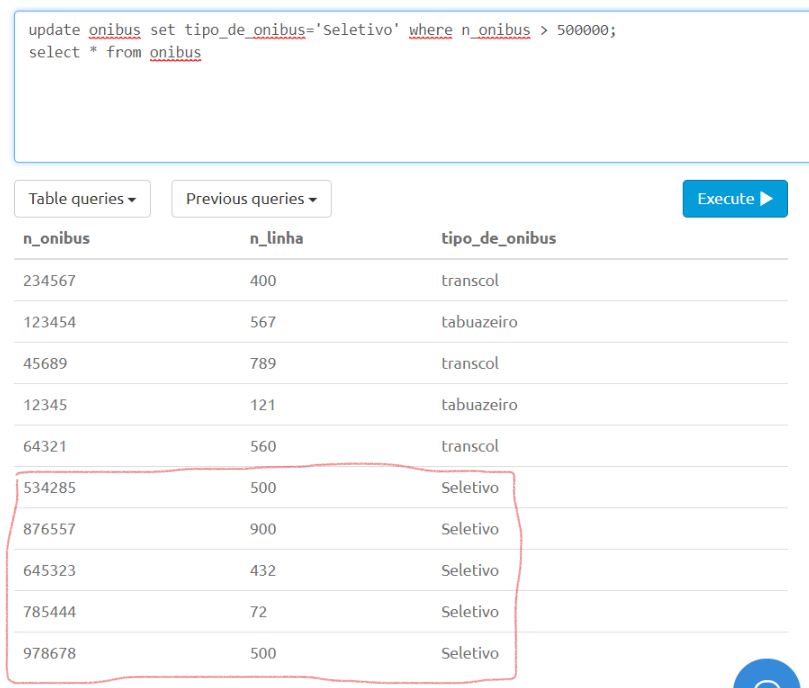 update onibus set tipo_de_onibus='Seletivo' where n_onibus > 500000;
select * from onibus
Table queries Previous queries Execute
n_onibus n_linha tipo_de_onibus
234567 400 transcol
123454 567 tabuazeiro
45689 789 transcol
12345 121 tabuazeiro
64321 560 transcol
534285 500 Seletivo
876557 900 Seletivo
645323 432 Seletivo
785444 72 Seletivo
978678 500 Seletivo